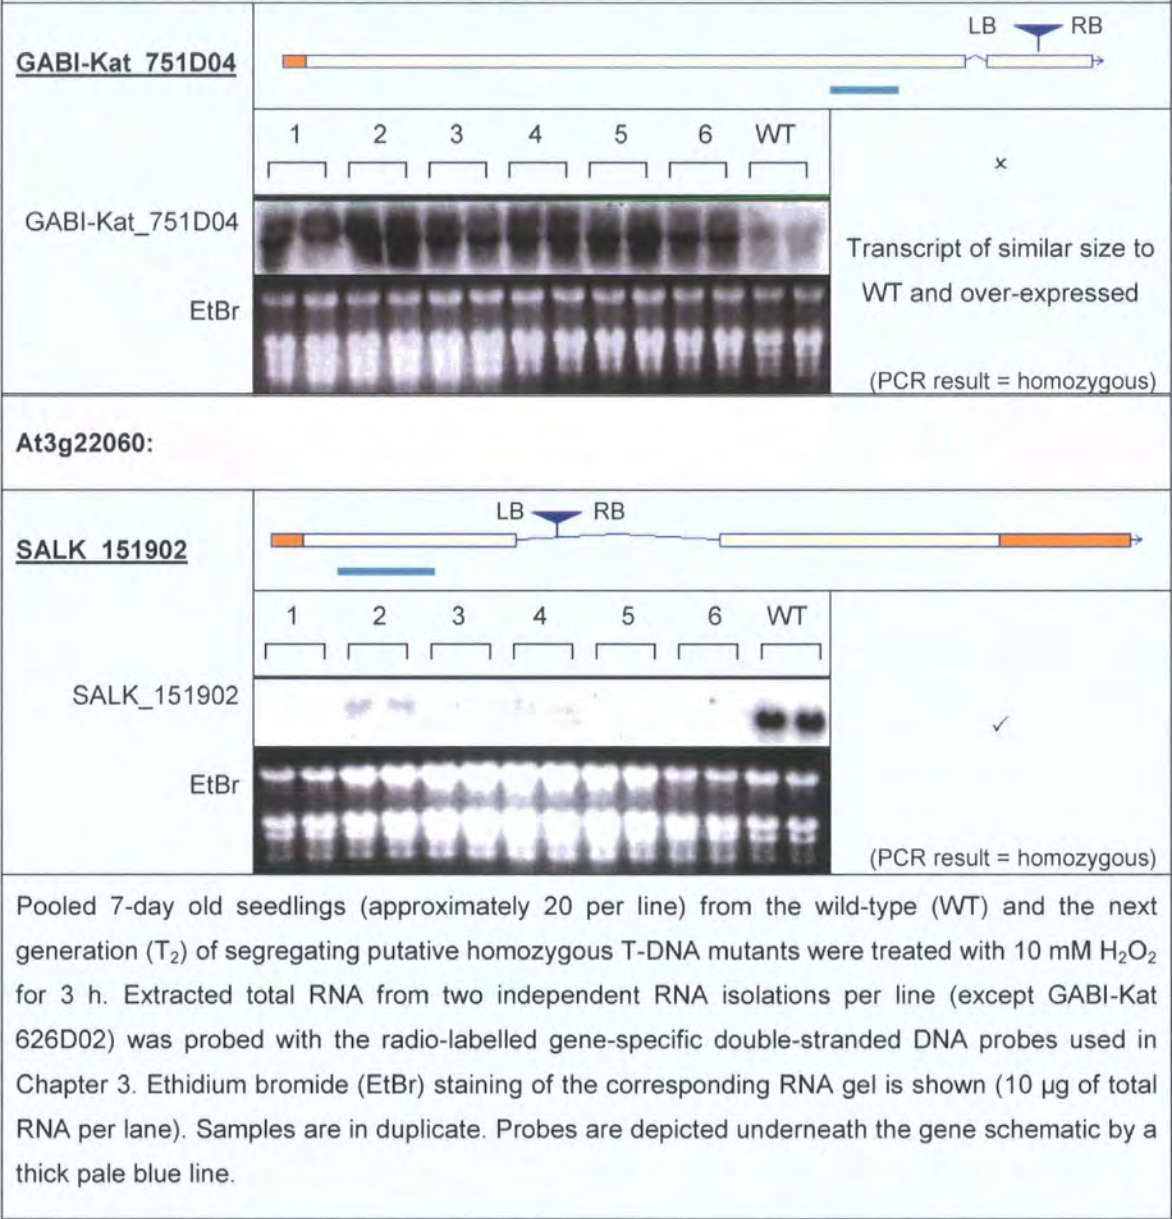 LB RB
GABI-Kat 751D04
1 2 3 4 5 6 WT
x
GABI-Kat_751D04
Transcript of similar size to
WT and over-expressed
EtBr
(PCR result = homozygous)
At3g22060:
LB RB
SALK 151902
1 2 3 4 5 6 WT
SALK_151902
✓
EtBr
(PCR result = homozygous)
Pooled 7-day old seedlings (approximately 20 per line) from the wild-type (WT) and the next
generation (T₂) of segregating putative homozygous T-DNA mutants were treated with 10 mM H₂O₂
for 3 h. Extracted total RNA from two independent RNA isolations per line (except GABI-Kat
626D02) was probed with the radio-labelled gene-specific double-stranded DNA probes used in
Chapter 3. Ethidium bromide (EtBr) staining of the corresponding RNA gel is shown (10 µg of total
RNA per lane). Samples are in duplicate. Probes are depicted underneath the gene schematic by a
thick pale blue line.